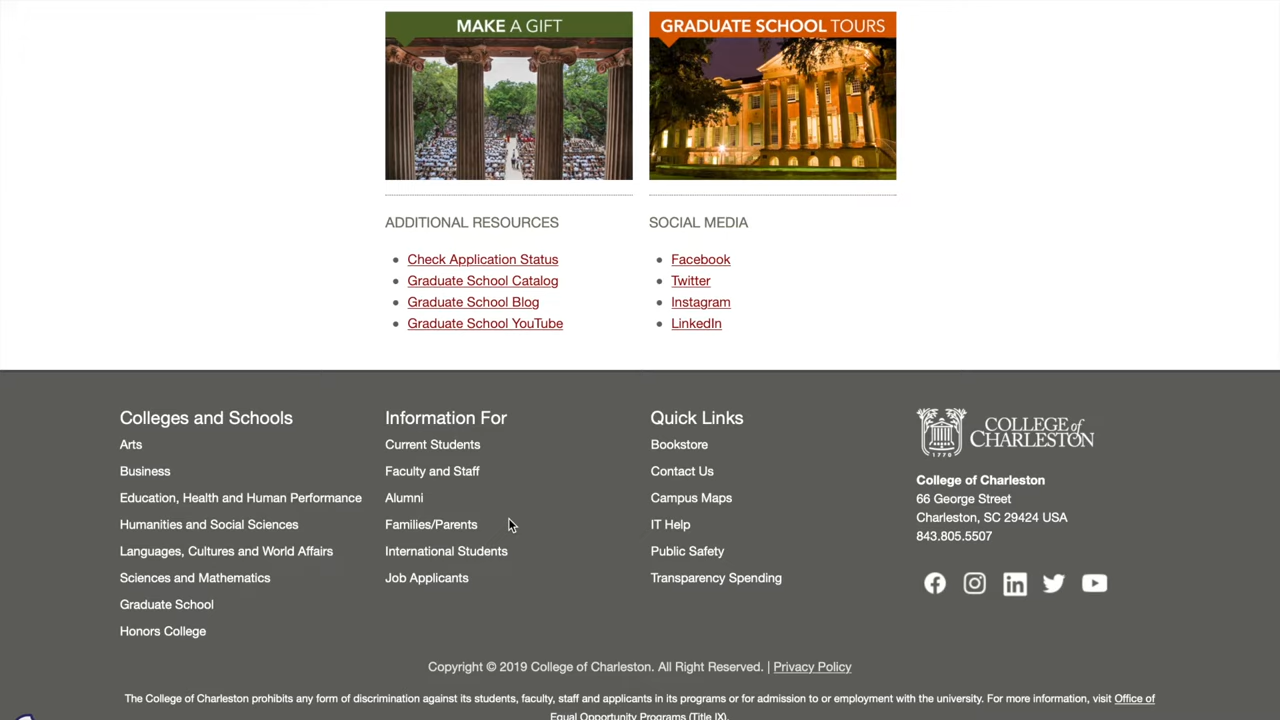 MAKE A GIFT
GRADUATE SCHOOL TOURS
ADDITIONAL RESOURCES
Check Application Status
Graduate School Catalog
Graduate School Blog
Graduate School YouTube
SOCIAL MEDIA
Facebook
Twitter
Instagram
LinkedIn
Colleges and Schools
Arts
Business
Education, Health and Human Performance
Humanities and Social Sciences
Languages, Cultures and World Affairs
Sciences and Mathematics
Graduate School
Honors College
Information For
Current Students
Faculty and Staff
Alumni
Families/Parents
International Students
Job Applicants
Quick Links
Bookstore
Contact Us
Campus Maps
IT Help
Public Safety
Transparency Spending
1770
COLLEGE of
CHARLESTON
College of Charleston
66 George Street
Charleston, SC 29424 USA
843.805.5507
Copyright © 2019 College of Charleston. All Right Reserved. | Privacy Policy
The College of Charleston prohibits any form of discrimination against its students, faculty, staff and applicants in its programs or for admission to or employment with the university. For more information, visit Office of
Equal Opportunity Programs (Title IX).